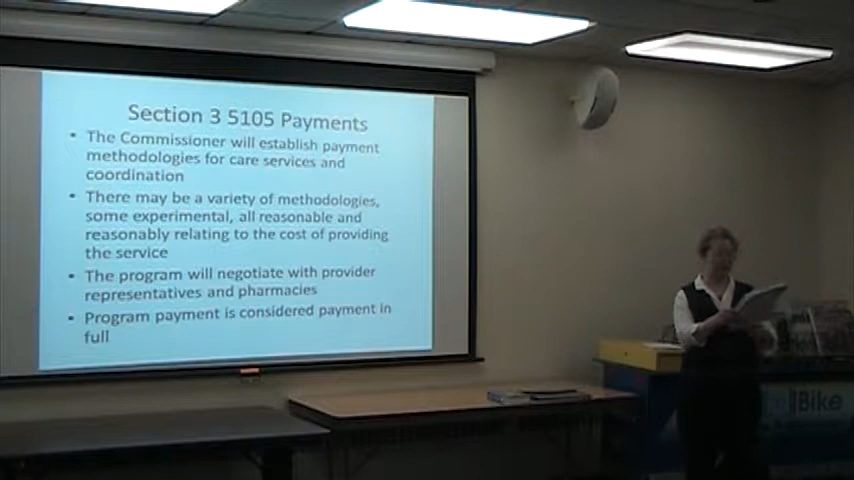 Section 3 5105 Payments
• The Commissioner will establish payment
methodologies for care services and
coordination
• There may be a variety of methodologies,
some experimental, all reasonable and
reasonably relating to the cost of providing
the service
• The program will negotiate with provider
representatives and pharmacies
• Program payment is considered payment in
full
Bike